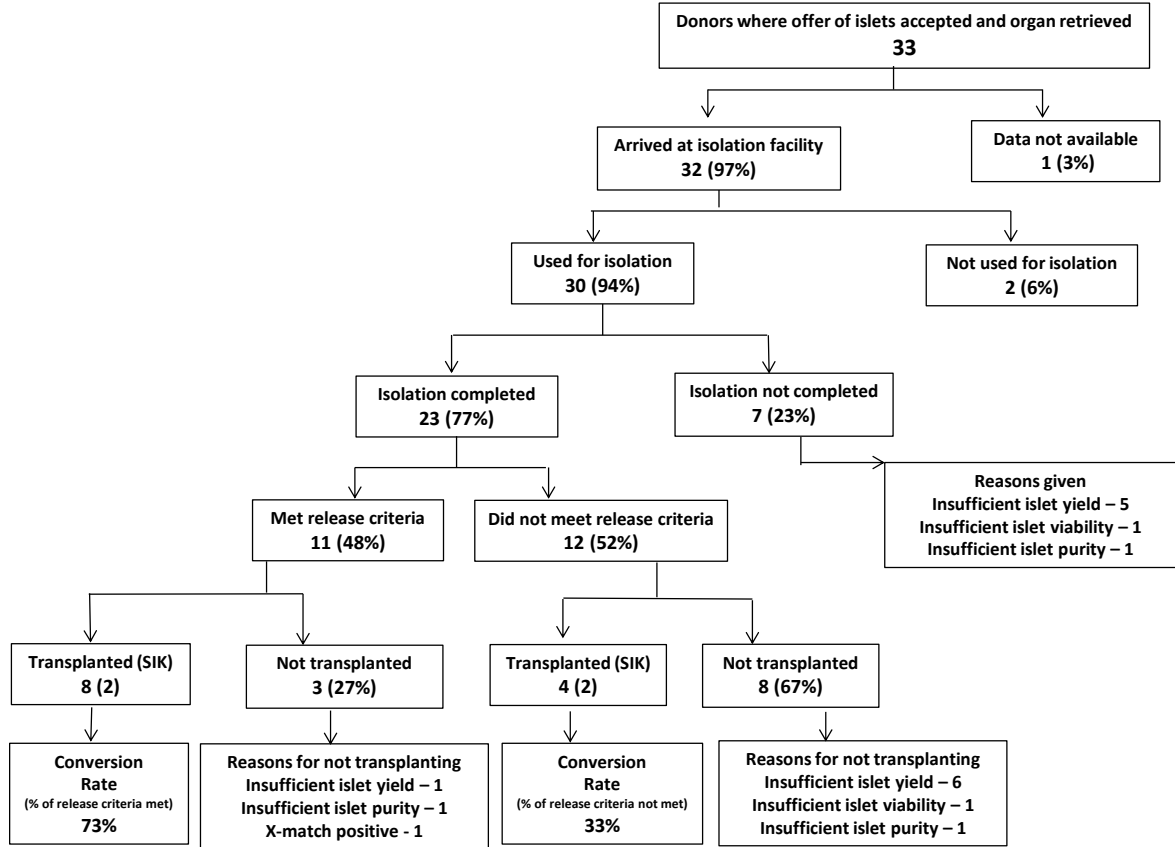 Donors where offer of islets accepted and organ retrieved
33
Arrived at isolation facility
32 (97%)
Data not available
1 (3%)
Used for isolation
30 (94%)
Not used for isolation
2 (6%)
Isolation completed
23 (77%)
Isolation not completed
7 (23%)
Reasons given
Insufficient islet yield – 5
Insufficient islet viability – 1
Insufficient islet purity – 1
Met release criteria
11 (48%)
Did not meet release criteria
12 (52%)
Transplanted (SIK)
8 (2)
Not transplanted
3 (27%)
Transplanted (SIK)
4 (2)
Not transplanted
8 (67%)
Conversion
Rate
(% of release criteria met)
73%
Reasons for not transplanting
Insufficient islet yield – 1
Insufficient islet purity – 1
X-match positive - 1
Conversion
Rate
(% of release criteria not met)
33%
Reasons for not transplanting
Insufficient islet yield – 6
Insufficient islet viability – 1
Insufficient islet purity – 1